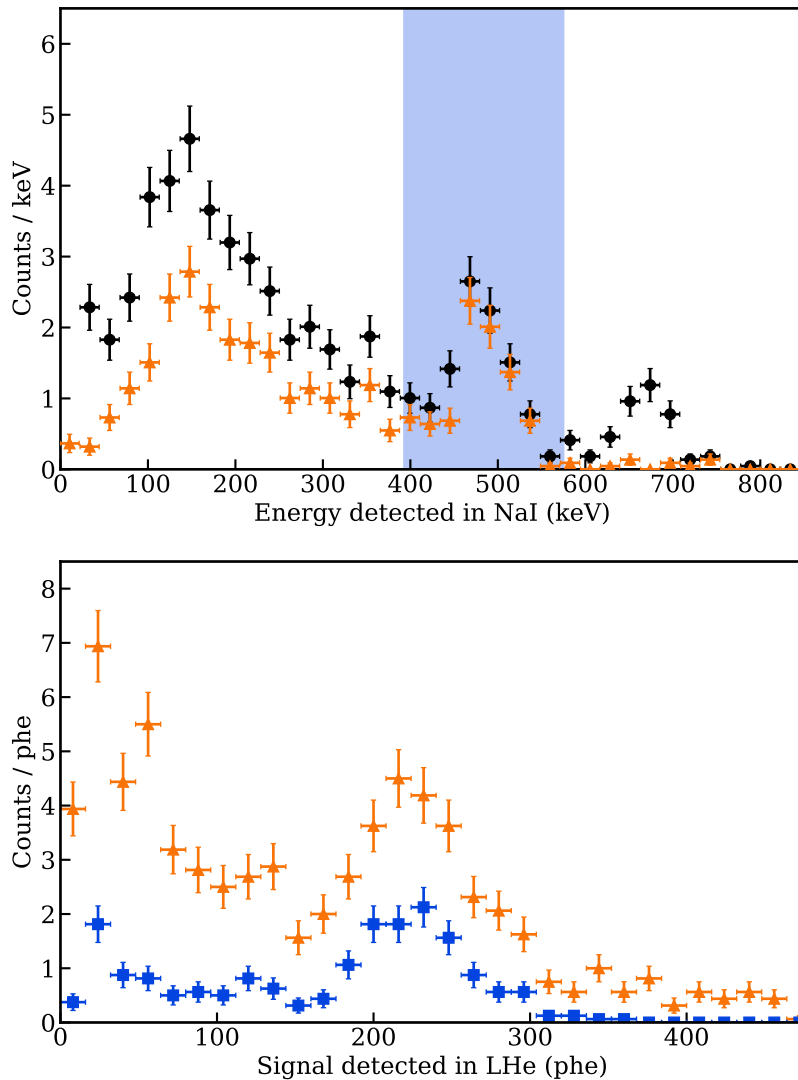 6
5
4
3
2
1
0
Counts / keV
0 100 200 300 400 500 600 700 800
Energy detected in NaI (keV)
8
7
6
5
4
3
2
1
0
Counts / phe
0 100 200 300 400
Signal detected in LHe (phe)